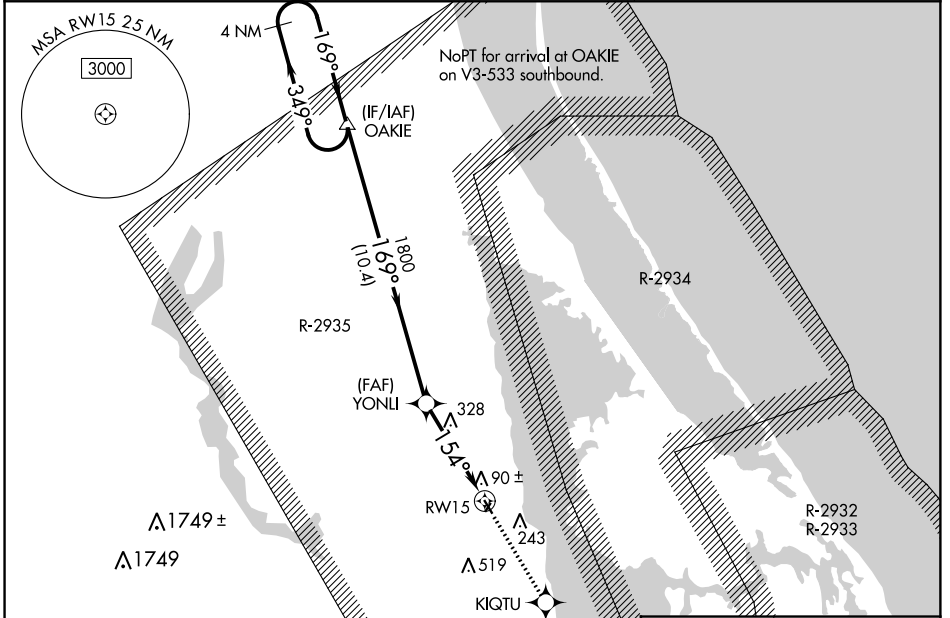 MSA RW15 25 NM
3000
4 NM
169°
349°
NoPT for arrival at OAKIE
on V3-533 southbound.
(IF/IAF)
OAKIE
1800
169°
(10.4)
R-2934
R-2935
(FAF)
YONLI
328
154°
90 ±
RW15
243
519
1749 ±
1749
R-2932
R-2933
KIQTU